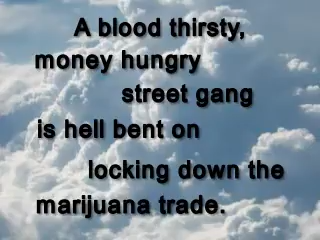 A blood thirsty,
money hungry
street gang
is hell bent on
locking down the
marijuana trade.